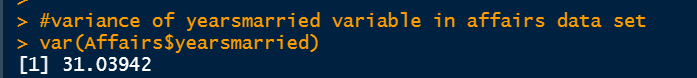 >
> #variance of yearsmarried variable in affairs data set
> var(Affairs$yearsmarried)
[1] 31.03942